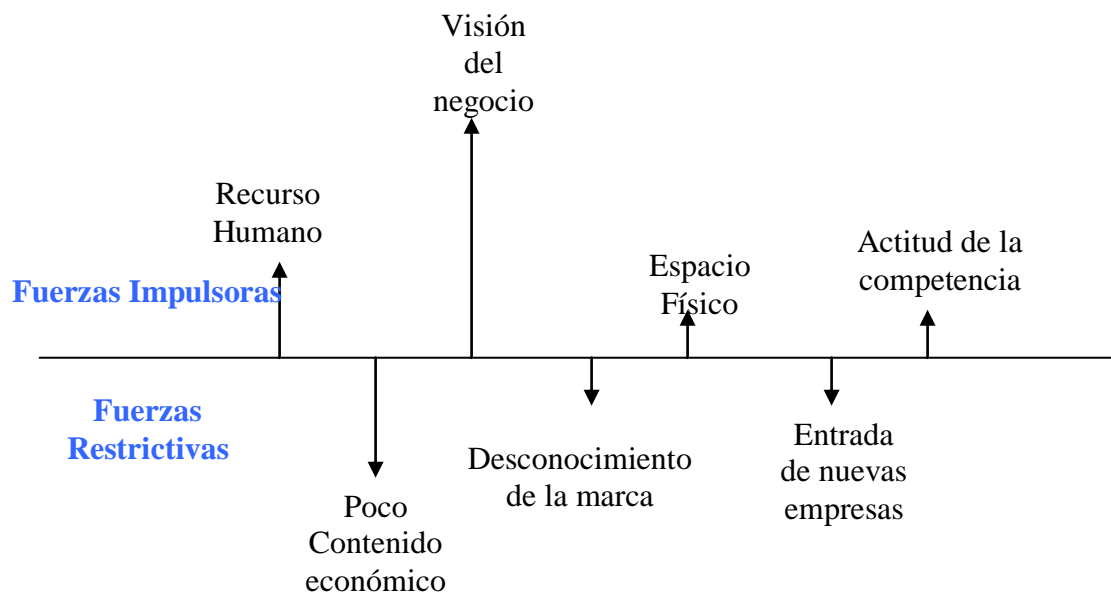 Visión
del
negocio
Recurso
Humano
Fuerzas Impulsoras
Espacio
Físico
Actitud de la
competencia
Fuerzas
Restrictivas
Poco
Contenido
económico
Desconocimiento
de la marca
Entrada
de nuevas
empresas